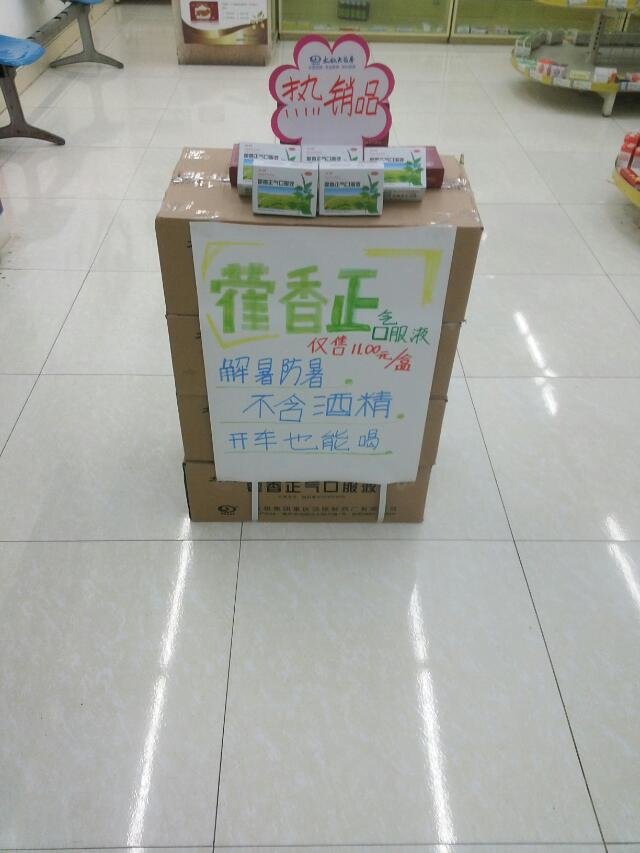 热销品
藿香正气口服液
仅售11.00元/盒
解暑防暑
不含酒精
开车也能喝
藿香正气口服液